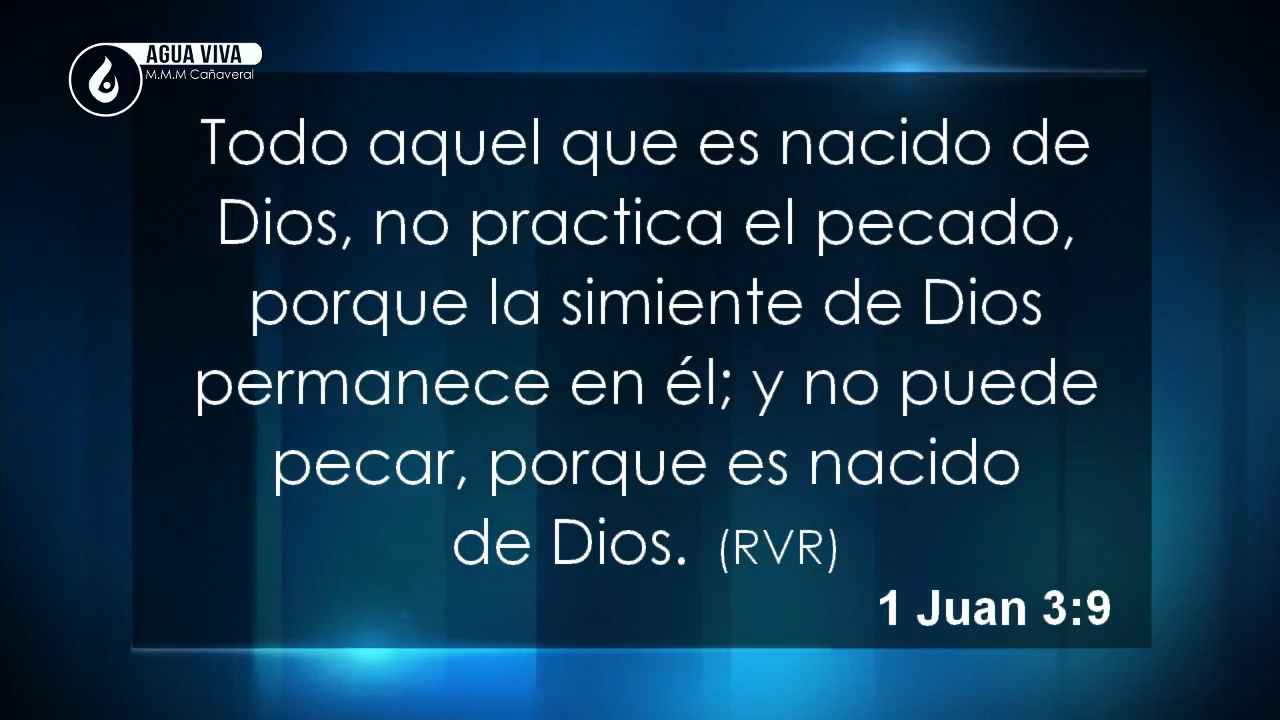 AGUA VIVA
M.M.M Cañaveral
Todo aquel que es nacido de
Dios, no practica el pecado,
porque la simiente de Dios
permanece en él; y no puede
pecar, porque es nacido
de Dios. (RVR)
1 Juan 3:9